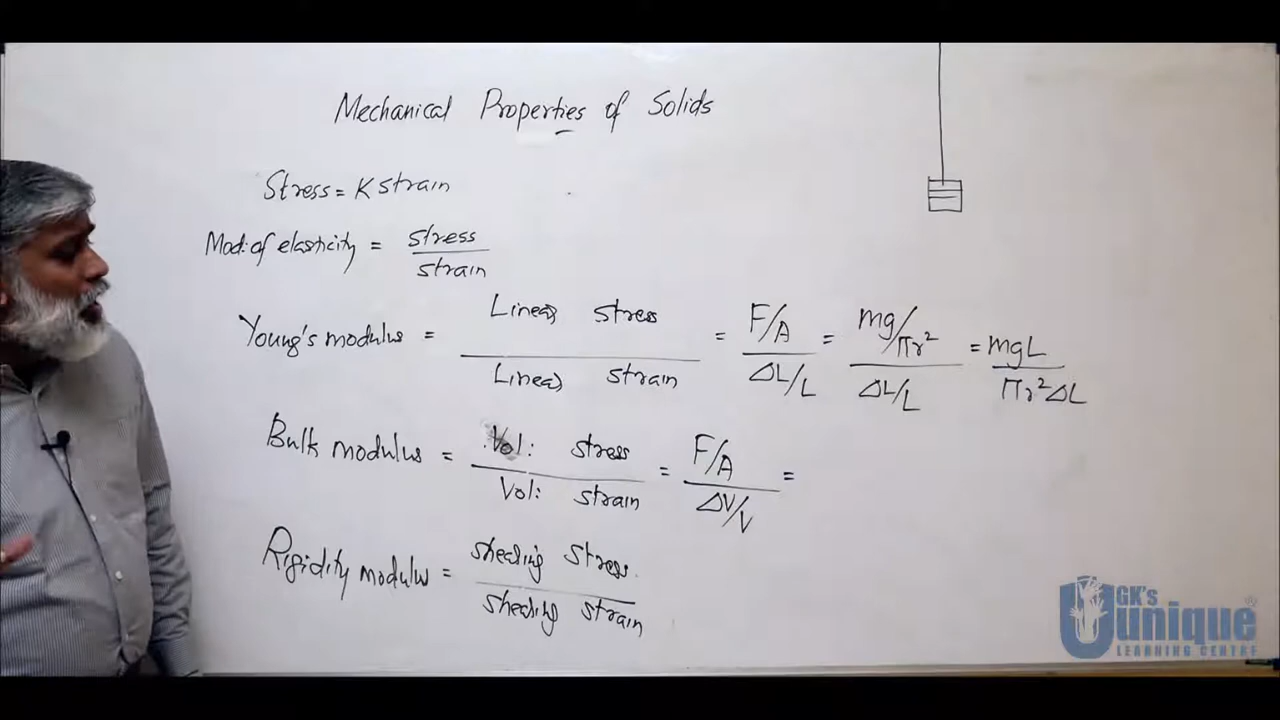 Mechanical Properties of Solids
Stress = K strain
Mod: of elasticity = stress / strain
Young's modulus = Linear stress / Linear strain = F/A / ΔL/L = mg/πr² / ΔL/L = mgL / πr²ΔL
Bulk modulus = Vol: stress / Vol: strain = F/A / ΔV/V =
Rigidity modulus = shearing stress / shearing strain
GK's
Unique
LEARNING CENTRE